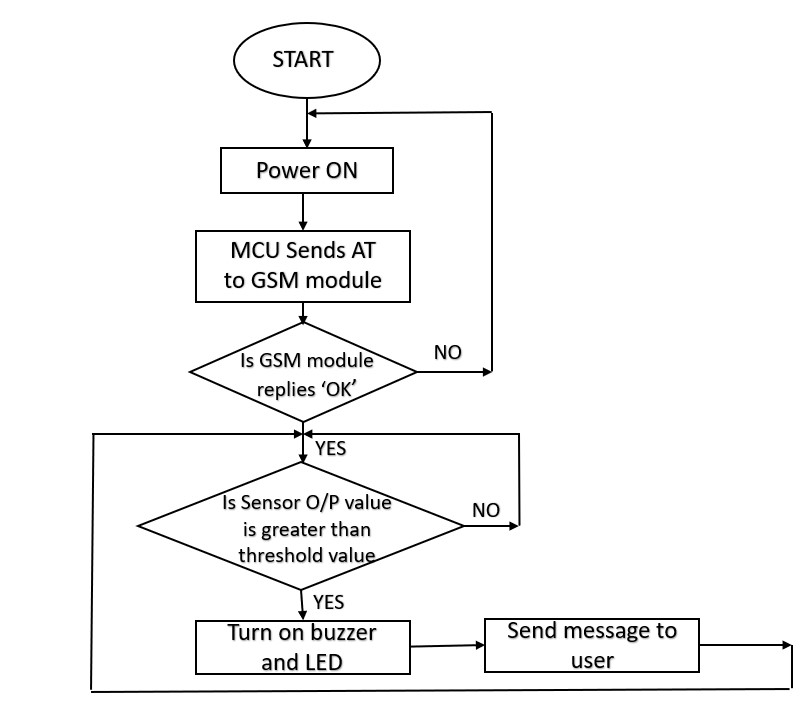 START
Power ON
MCU Sends AT
to GSM module
Is GSM module
replies ‘OK’
NO
YES
Is Sensor O/P value
is greater than
threshold value
NO
YES
Turn on buzzer
and LED
Send message to
user